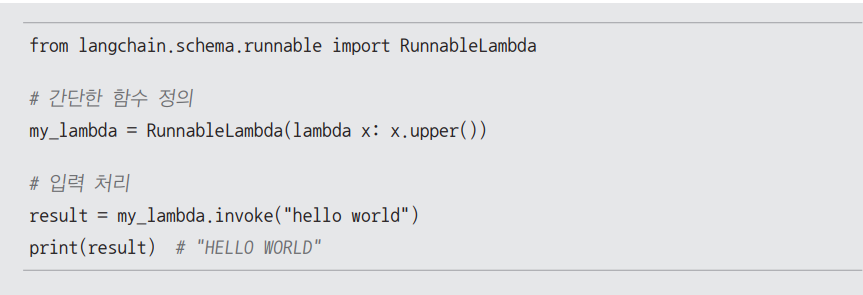 from langchain.schema.runnable import RunnableLambda
# 간단한 함수 정의
my_lambda = RunnableLambda(lambda x: x.upper())
# 입력 처리
result = my_lambda.invoke("hello world")
print(result)  # "HELLO WORLD"